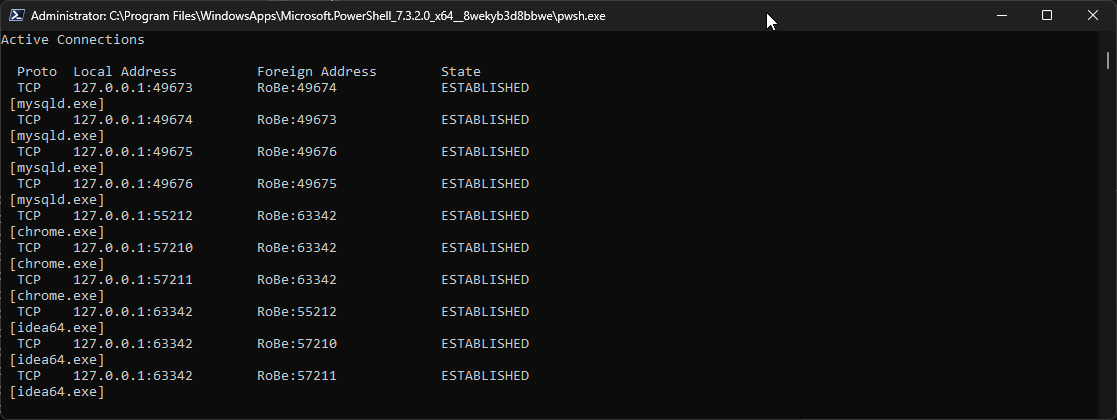 Administrator: C:\Program Files\WindowsApps\Microsoft.PowerShell_7.3.2.0_x64__8wekyb3d8bbwe\pwsh.exe
Active Connections
Proto  Local Address          Foreign Address        State
TCP    127.0.0.1:49673        RoBe:49674             ESTABLISHED
[mysqld.exe]
TCP    127.0.0.1:49674        RoBe:49673             ESTABLISHED
[mysqld.exe]
TCP    127.0.0.1:49675        RoBe:49676             ESTABLISHED
[mysqld.exe]
TCP    127.0.0.1:49676        RoBe:49675             ESTABLISHED
[mysqld.exe]
TCP    127.0.0.1:55212        RoBe:63342             ESTABLISHED
[chrome.exe]
TCP    127.0.0.1:57210        RoBe:63342             ESTABLISHED
[chrome.exe]
TCP    127.0.0.1:57211        RoBe:63342             ESTABLISHED
[chrome.exe]
TCP    127.0.0.1:63342        RoBe:55212             ESTABLISHED
[idea64.exe]
TCP    127.0.0.1:63342        RoBe:57210             ESTABLISHED
[idea64.exe]
TCP    127.0.0.1:63342        RoBe:57211             ESTABLISHED
[idea64.exe]